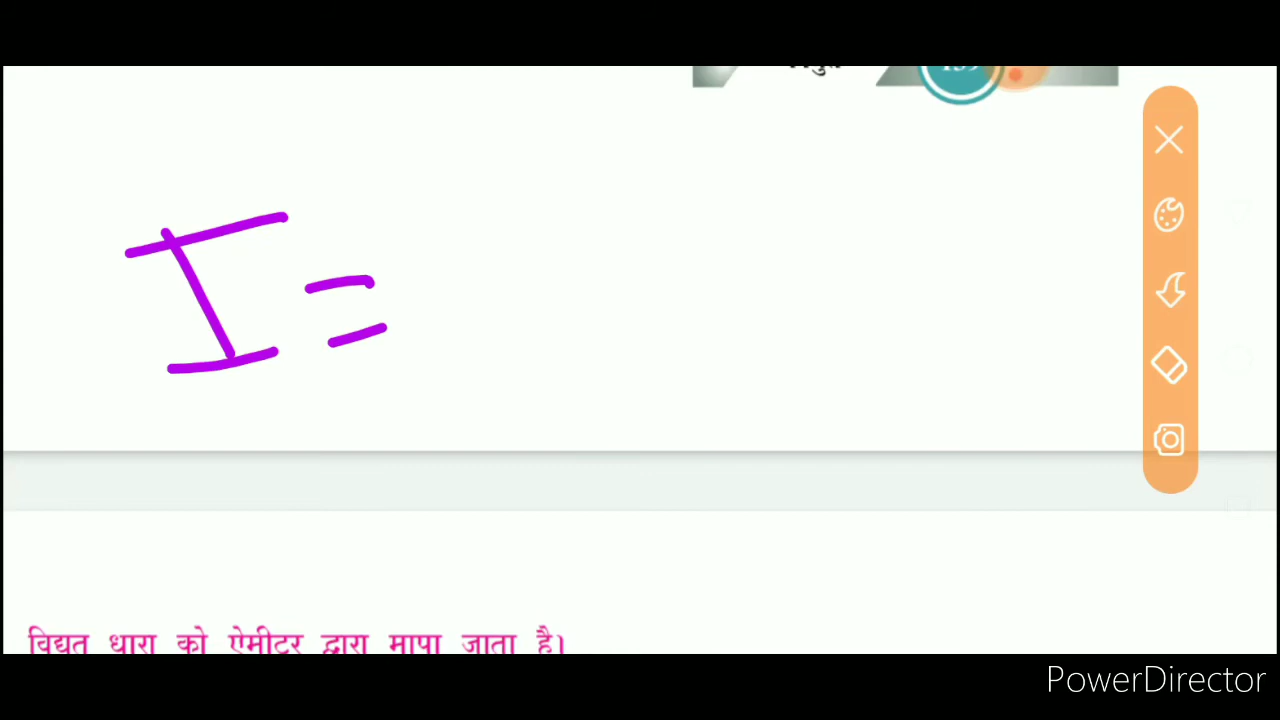 I =
विद्युत धारा को ऐमीटर द्वारा मापा जाता है।
PowerDirector